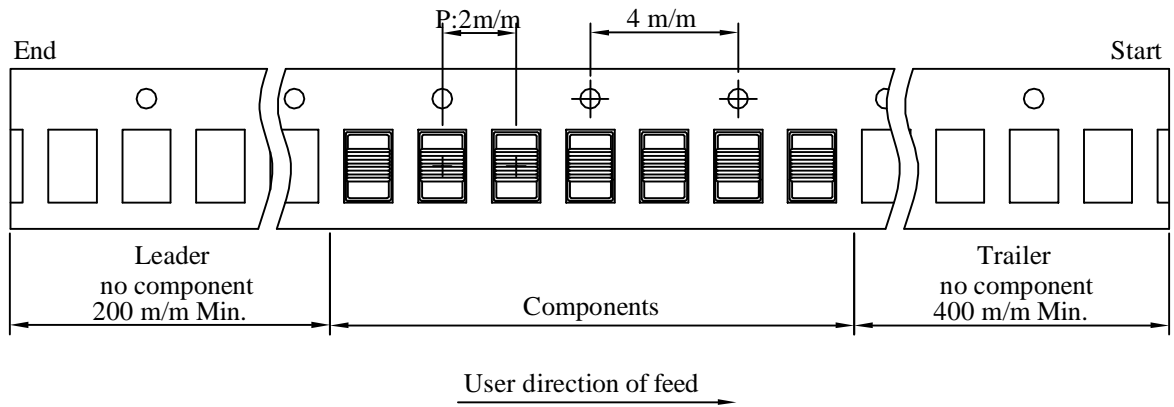 P:2m/m
4 m/m
End
Start
Leader
no component
200 m/m Min.
Components
Trailer
no component
400 m/m Min.
User direction of feed